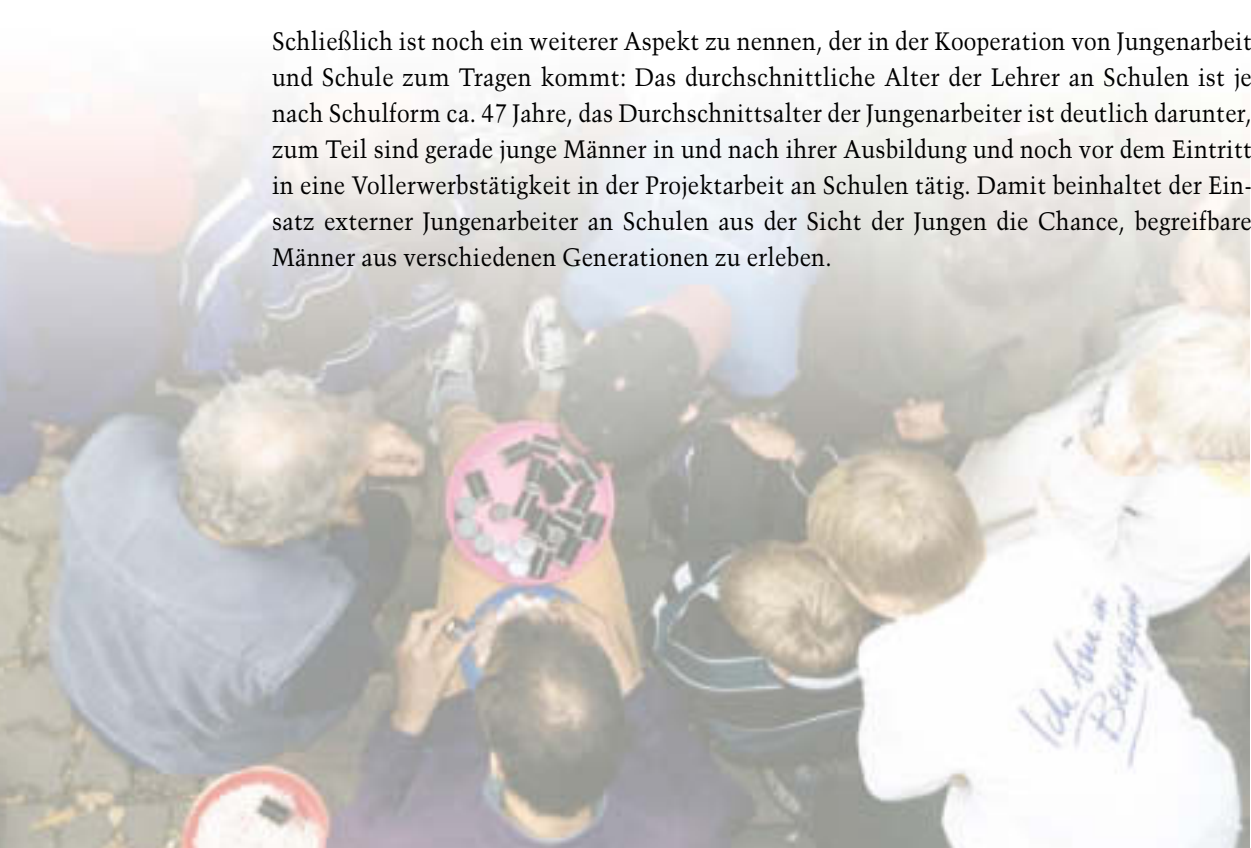 Schließlich ist noch ein weiterer Aspekt zu nennen, der in der Kooperation von Jungenarbeit
und Schule zum Tragen kommt: Das durchschnittliche Alter der Lehrer an Schulen ist je
nach Schulform ca. 47 Jahre, das Durchschnittsalter der Jungenarbeiter ist deutlich darunter,
zum Teil sind gerade junge Männer in und nach ihrer Ausbildung und noch vor dem Eintritt
in eine Vollerwerbstätigkeit in der Projektarbeit an Schulen tätig. Damit beinhaltet der Ein-
satz externer Jungenarbeiter an Schulen aus der Sicht der Jungen die Chance, begreifbare
Männer aus verschiedenen Generationen zu erleben.
Ich bin in
Bewegung